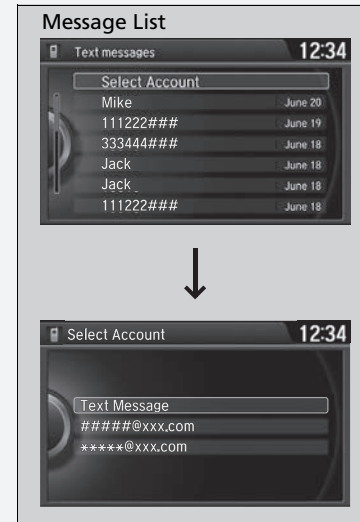 Message List
Text messages 12:34
Select Account
Mike June 20
111222### June 19
333444### June 18
Jack June 18
Jack June 18
111222### June 18
Select Account 12:34
Text Message
#####@xxx.com
*****@xxx.com